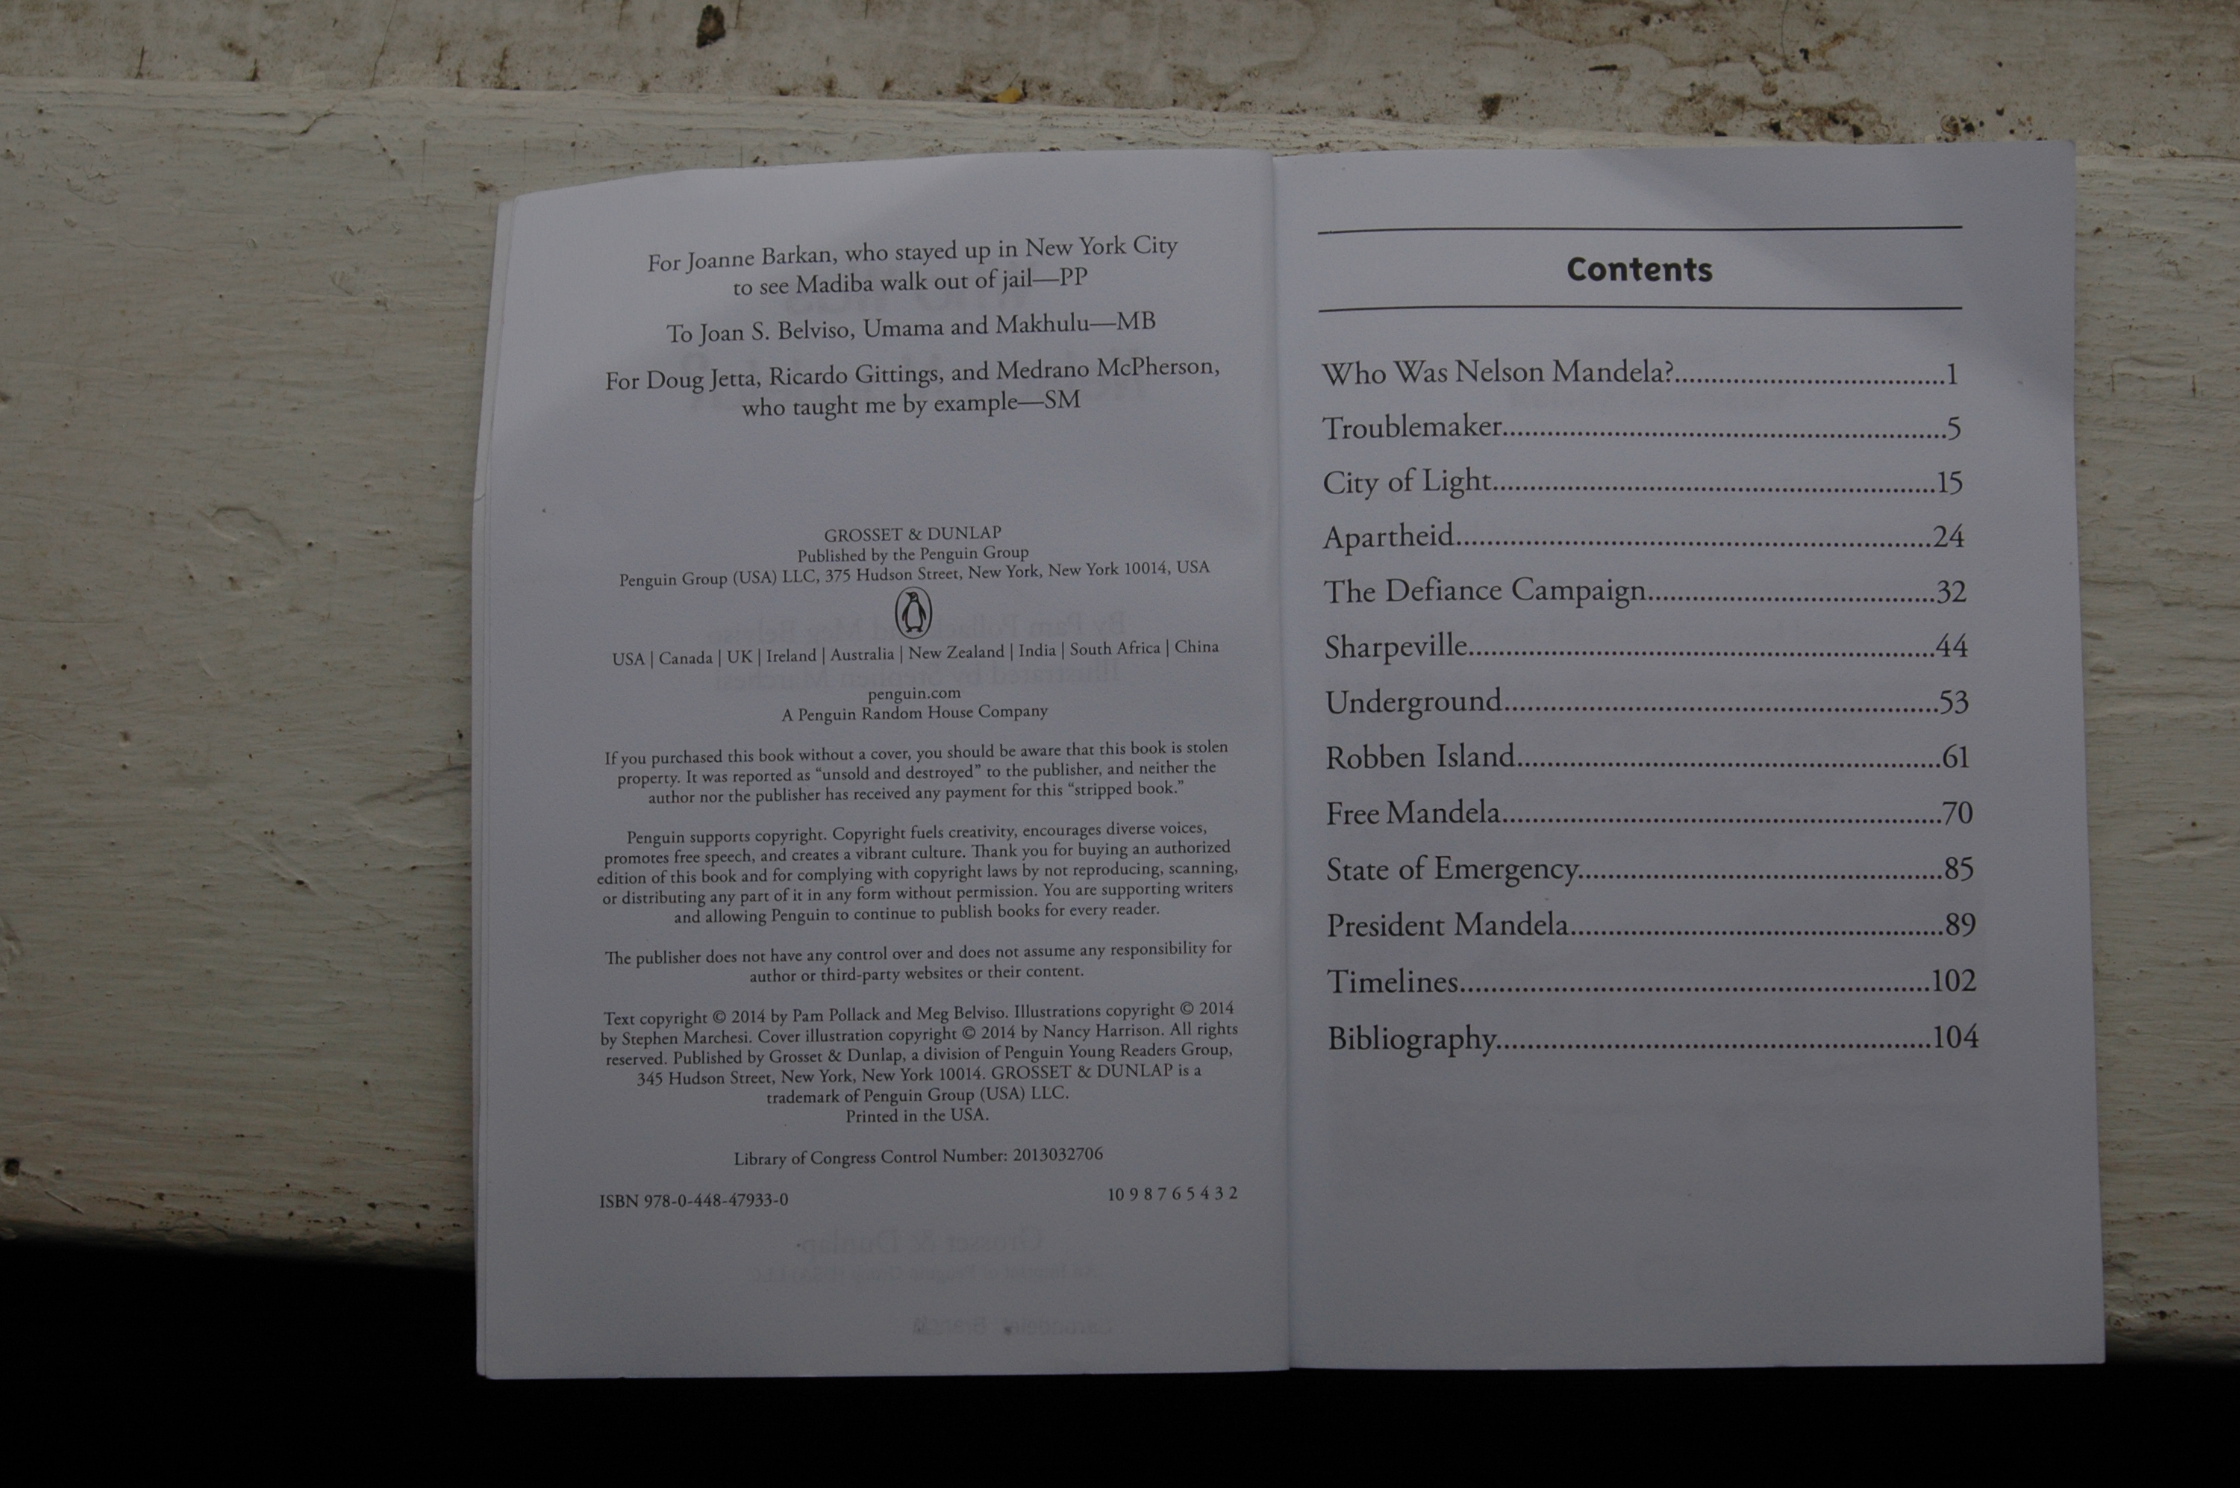 For Joanne Barkan, who stayed up in New York City
to see Madiba walk out of jail—PP
To Joan S. Belviso, Umama and Makhulu—MB
For Doug Jetta, Ricardo Gittings, and Medrano McPherson,
who taught me by example—SM
GROSSET & DUNLAP
Published by the Penguin Group
Penguin Group (USA) LLC, 375 Hudson Street, New York, New York 10014, USA
USA | Canada | UK | Ireland | Australia | New Zealand | India | South Africa | China
penguin.com
A Penguin Random House Company
If you purchased this book without a cover, you should be aware that this book is stolen
property. It was reported as “unsold and destroyed” to the publisher, and neither the
author nor the publisher has received any payment for this “stripped book.”
Penguin supports copyright. Copyright fuels creativity, encourages diverse voices,
promotes free speech, and creates a vibrant culture. Thank you for buying an authorized
edition of this book and for complying with copyright laws by not reproducing, scanning,
or distributing any part of it in any form without permission. You are supporting writers
and allowing Penguin to continue to publish books for every reader.
The publisher does not have any control over and does not assume any responsibility for
author or third-party websites or their content.
Text copyright © 2014 by Pam Pollack and Meg Belviso. Illustrations copyright © 2014
by Stephen Marchesi. Cover illustration copyright © 2014 by Nancy Harrison. All rights
reserved. Published by Grosset & Dunlap, a division of Penguin Young Readers Group,
345 Hudson Street, New York, New York 10014. GROSSET & DUNLAP is a
trademark of Penguin Group (USA) LLC.
Printed in the USA.
Library of Congress Control Number: 2013032706
ISBN 978-0-448-47933-0 10 9 8 7 6 5 4 3 2
Contents
Who Was Nelson Mandela?..............................1
Troublemaker..............................5
City of Light..............................15
Apartheid..............................24
The Defiance Campaign..............................32
Sharpeville..............................44
Underground..............................53
Robben Island..............................61
Free Mandela..............................70
State of Emergency..............................85
President Mandela..............................89
Timelines..............................102
Bibliography..............................104